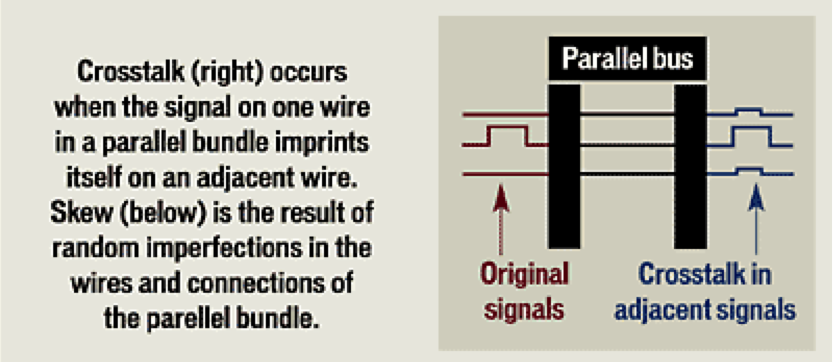 Crosstalk (right) occurs
when the signal on one wire
in a parallel bundle imprints
itself on an adjacent wire.
Skew (below) is the result of
random imperfections in the
wires and connections of
the parellel bundle.
Parallel bus
Original
signals
Crosstalk in
adjacent signals